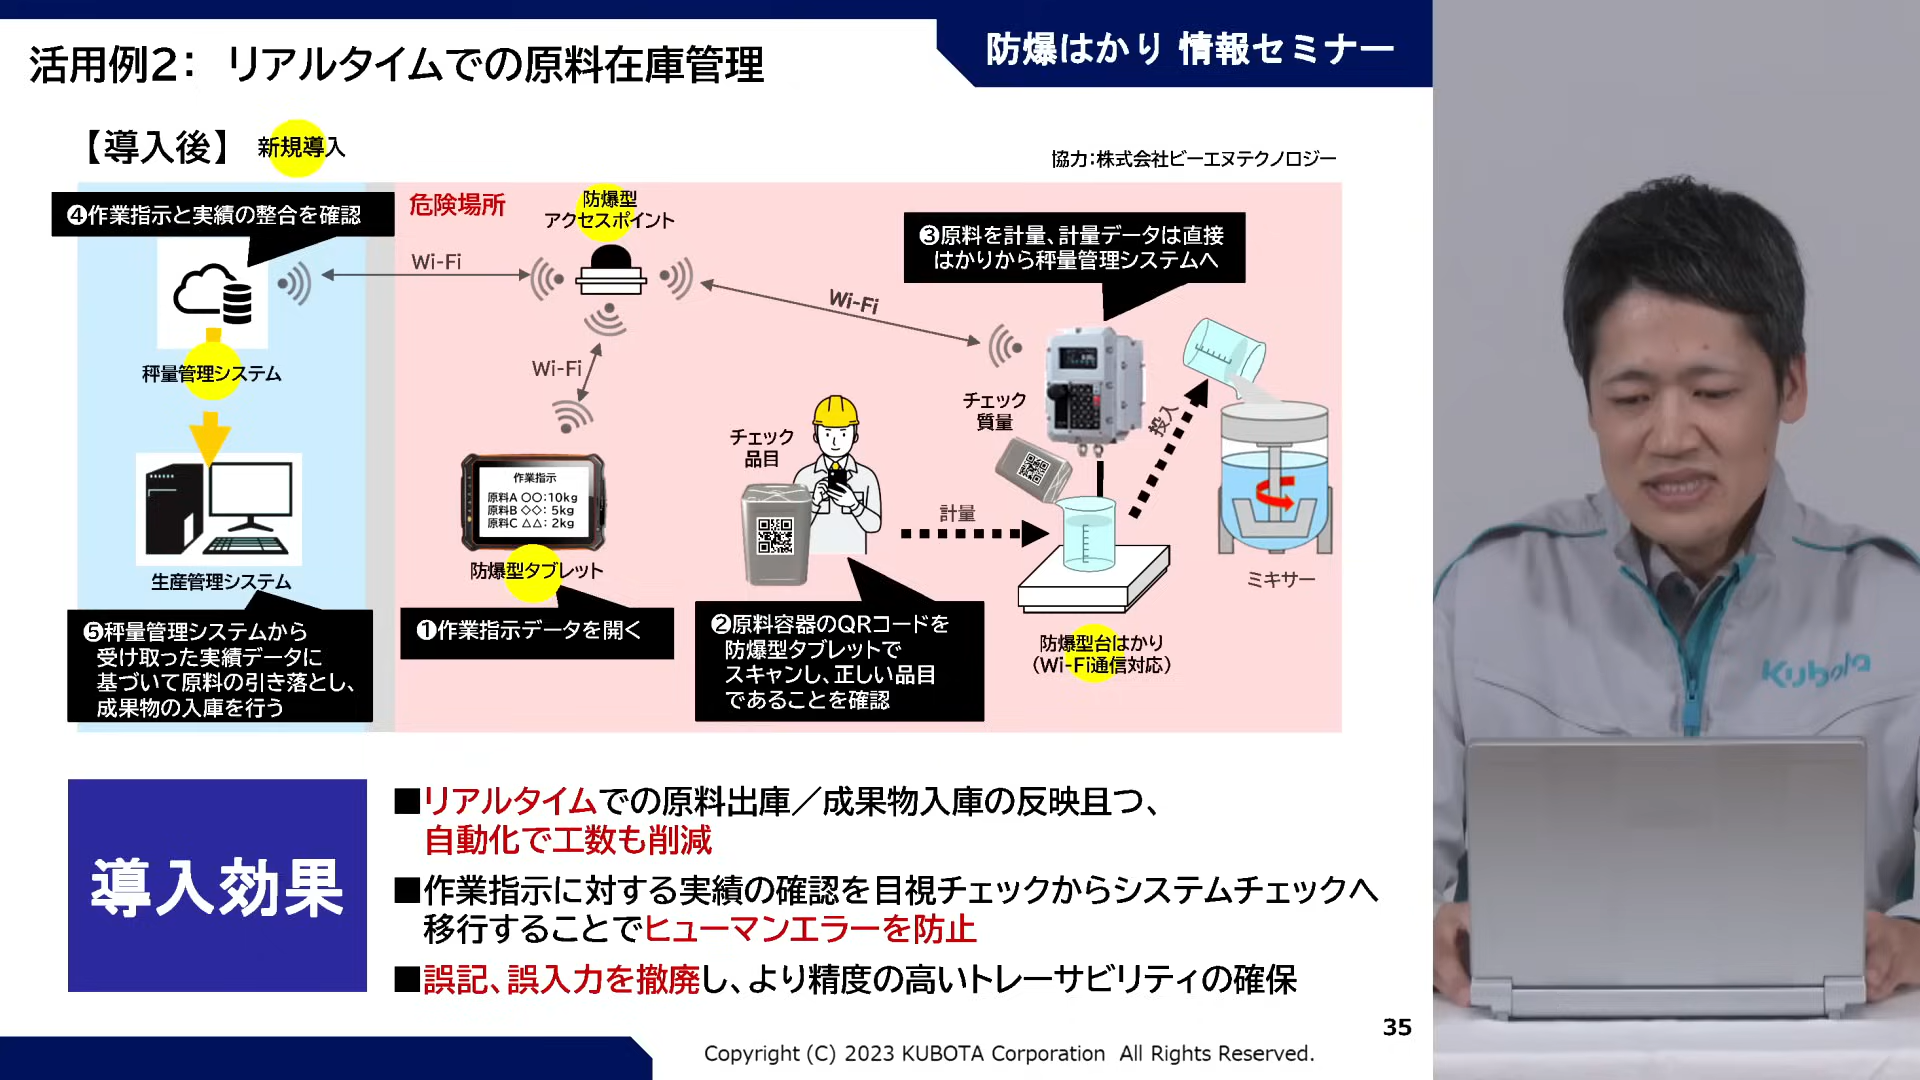 活用例2： リアルタイムでの原料在庫管理
防爆はかり 情報セミナー
【導入後】 新規導入
協力：株式会社ビーエヌテクノロジー
❹作業指示と実績の整合を確認
危険場所
防爆型
アクセスポイント
❸原料を計量、計量データは直接
はかりから秤量管理システムへ
Wi-Fi
Wi-Fi
Wi-Fi
秤量管理システム
チェック
質量
投入
チェック
品目
作業指示
原料A 〇〇：10kg
原料B ◇◇： 5kg
原料C △△： 2kg
計量
防爆型タブレット
生産管理システム
ミキサー
❺秤量管理システムから
受け取った実績データに
基づいて原料の引き落とし、
成果物の入庫を行う
❶作業指示データを開く
❷原料容器のQRコードを
防爆型タブレットで
スキャンし、正しい品目
であることを確認
防爆型台はかり
（Wi-Fi通信対応）
Kubota
導入効果
■リアルタイムでの原料出庫／成果物入庫の反映且つ、
自動化で工数も削減
■作業指示に対する実績の確認を目視チェックからシステムチェックへ
移行することでヒューマンエラーを防止
■誤記、誤入力を撤廃し、より精度の高いトレーサビリティの確保
35
Copyright (C) 2023 KUBOTA Corporation All Rights Reserved.